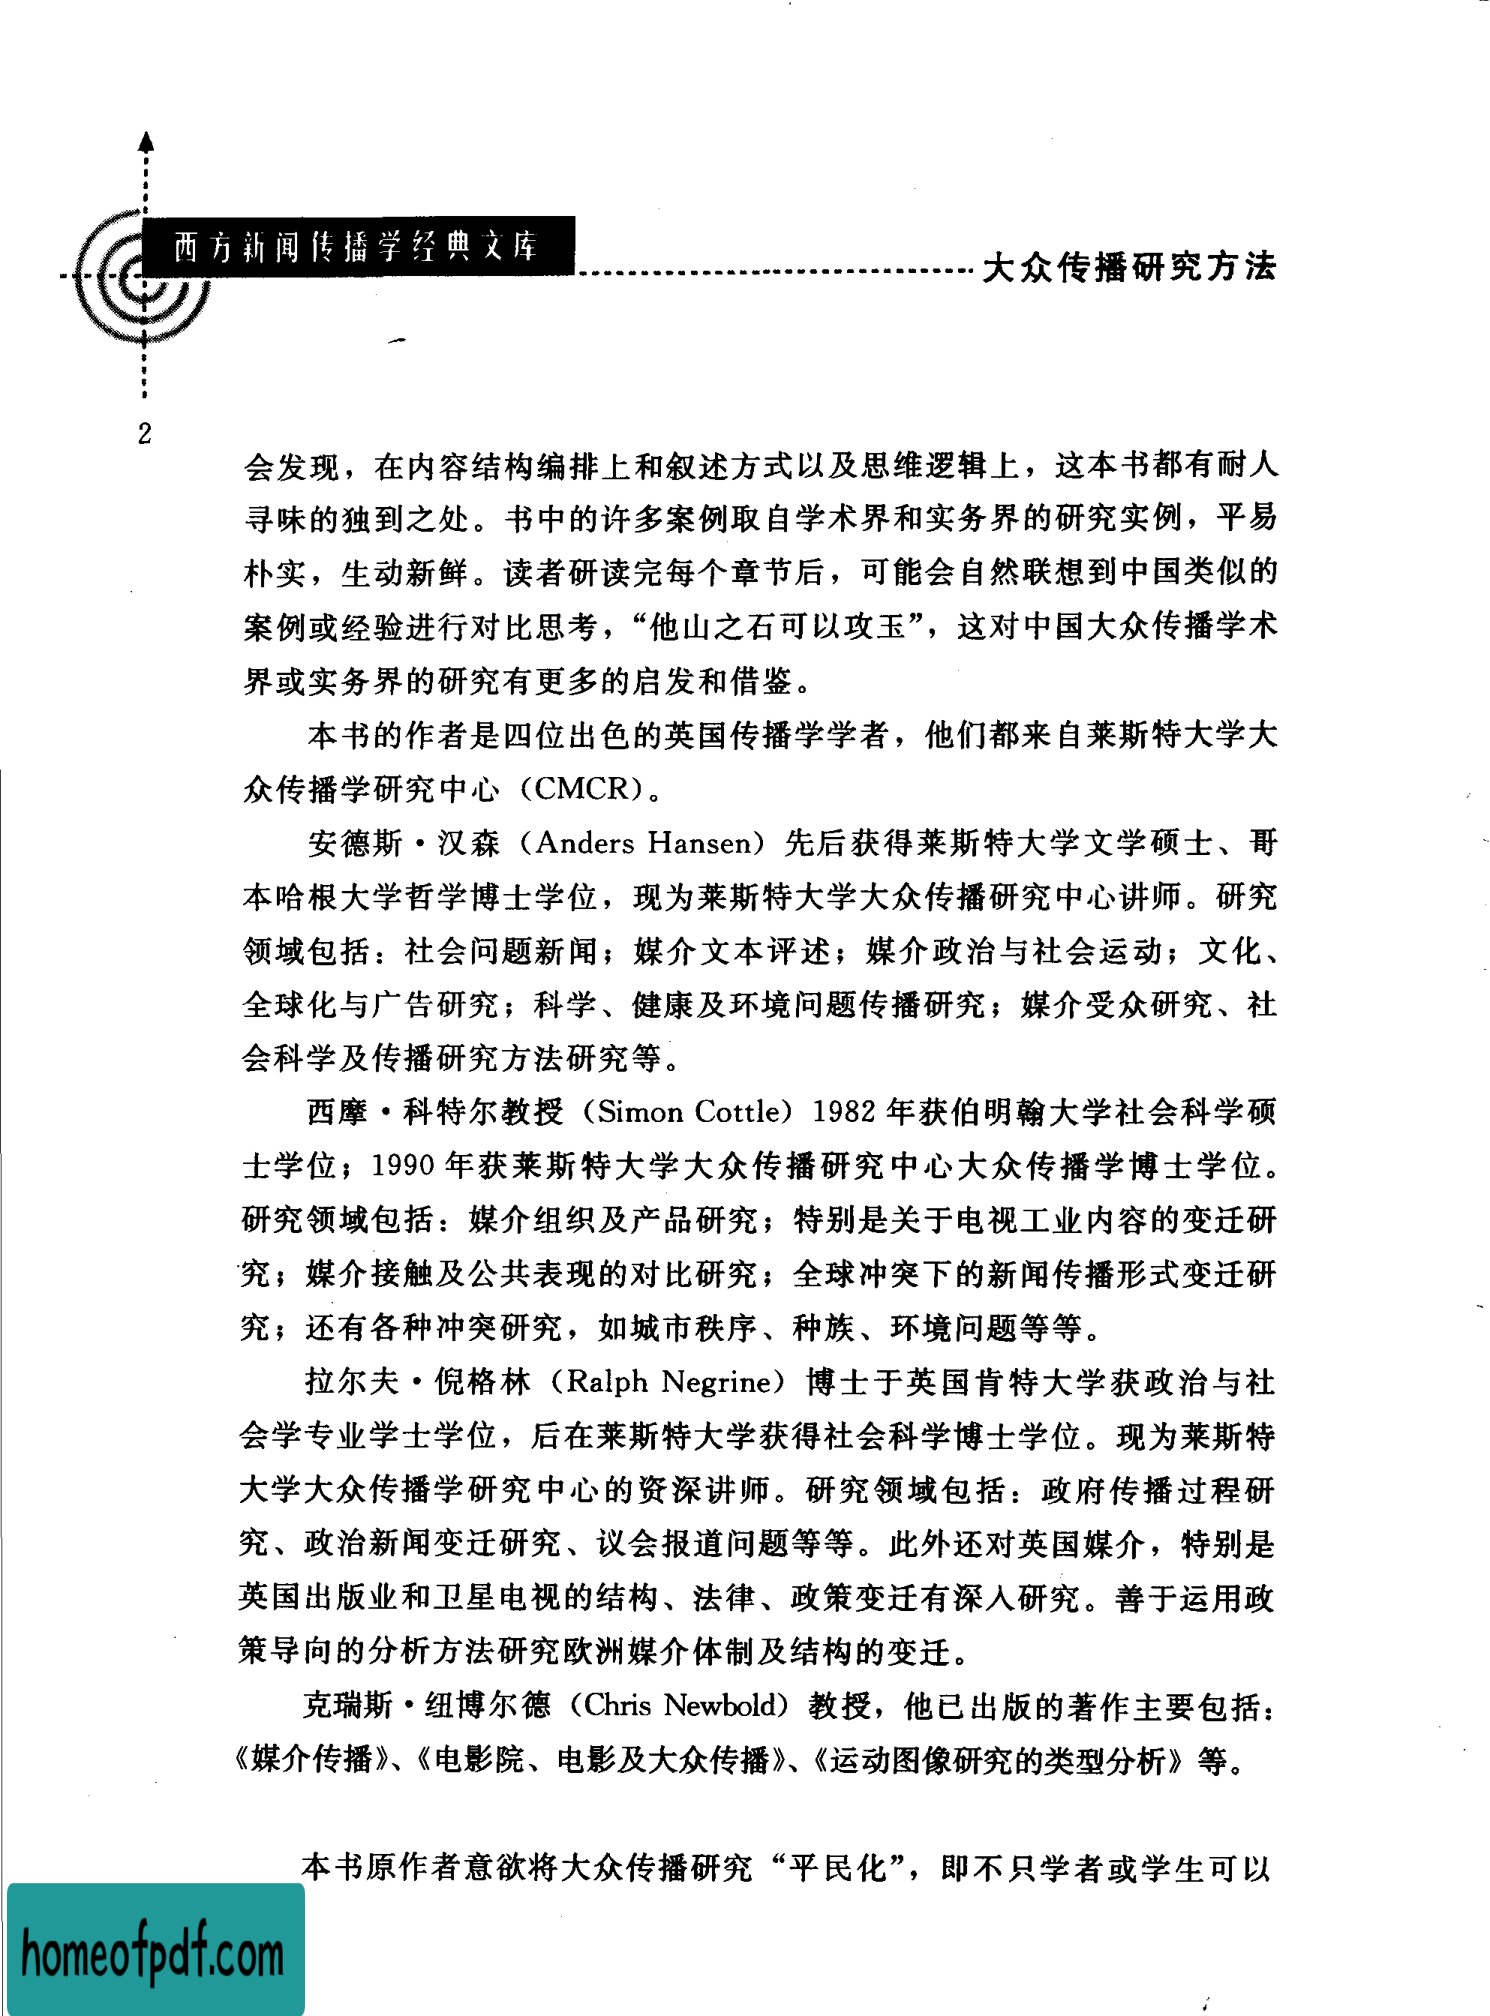 西方新闻传播学经典文库
大众传播研究方法
2
会发现，在内容结构编排上和叙述方式以及思维逻辑上，这本书都有耐人
寻味的独到之处。书中的许多案例取自学术界和实务界的研究实例，平易
朴实，生动新鲜。读者研读完每个章节后，可能会自然联想到中国类似的
案例或经验进行对比思考，“他山之石可以攻玉”，这对中国大众传播学术
界或实务界的研究有更多的启发和借鉴。
本书的作者是四位出色的英国传播学学者，他们都来自莱斯特大学大
众传播学研究中心（CMCR）。
安德斯·汉森（Anders Hansen）先后获得莱斯特大学文学硕士、哥
本哈根大学哲学博士学位，现为莱斯特大学大众传播研究中心讲师。研究
领域包括：社会问题新闻；媒介文本评述；媒介政治与社会运动；文化、
全球化与广告研究；科学、健康及环境问题传播研究；媒介受众研究、社
会科学及传播研究方法研究等。
西摩·科特尔教授（Simon Cottle）1982 年获伯明翰大学社会科学硕
士学位；1990 年获莱斯特大学大众传播研究中心大众传播学博士学位。
研究领域包括：媒介组织及产品研究；特别是关于电视工业内容的变迁研
究；媒介接触及公共表现的对比研究；全球冲突下的新闻传播形式变迁研
究；还有各种冲突研究，如城市秩序、种族、环境问题等等。
拉尔夫·倪格林（Ralph Negrine）博士于英国肯特大学获政治与社
会学专业学士学位，后在莱斯特大学获得社会科学博士学位。现为莱斯特
大学大众传播学研究中心的资深讲师。研究领域包括：政府传播过程研
究、政治新闻变迁研究、议会报道问题等等。此外还对英国媒介，特别是
英国出版业和卫星电视的结构、法律、政策变迁有深入研究。善于运用政
策导向的分析方法研究欧洲媒介体制及结构的变迁。
克瑞斯·纽博尔德（Chris Newbold）教授，他已出版的著作主要包括：
《媒介传播》、《电影院、电影及大众传播》、《运动图像研究的类型分析》等。
本书原作者意欲将大众传播研究“平民化”，即不只学者或学生可以
homeofpdf.com